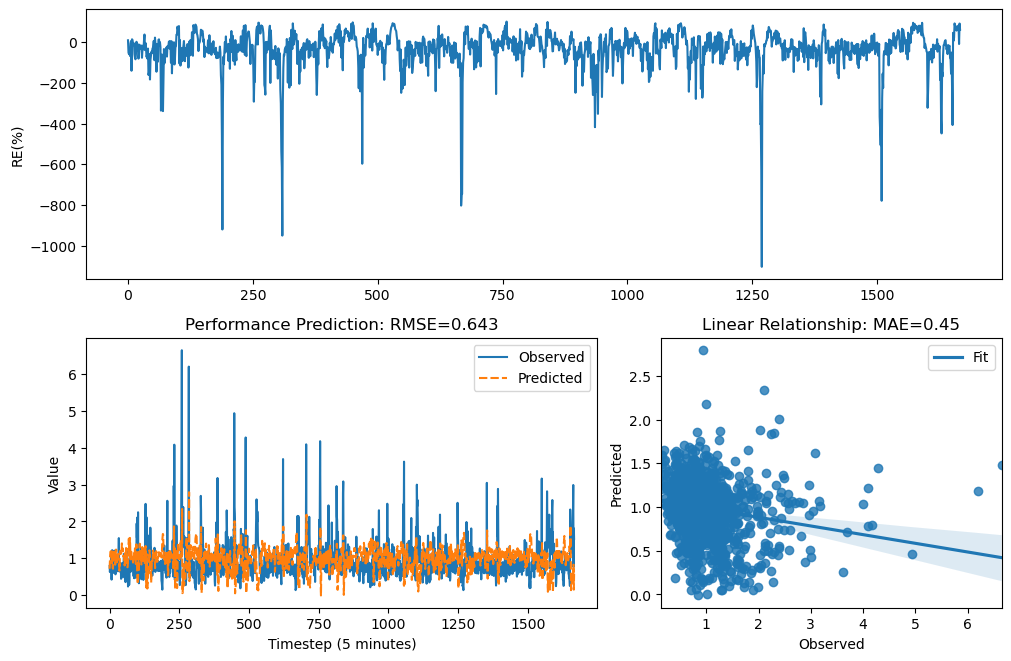 RE(%)
0
−200
−400
−600
−800
−1000
0 250 500 750 1000 1250 1500
Performance Prediction: RMSE=0.643
Value
6
5
4
3
2
1
0
Observed
Predicted
0 250 500 750 1000 1250 1500
Timestep (5 minutes)
Linear Relationship: MAE=0.45
Predicted
2.5
2.0
1.5
1.0
0.5
0.0
Fit
1 2 3 4 5 6
Observed